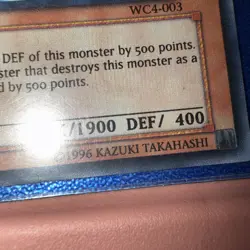 WC4-003
DEF of this monster by 500 points.
ster that destroys this monster as a
d by 500 points.
/1900 DEF/ 400
1996 KAZUKI TAKAHASHI